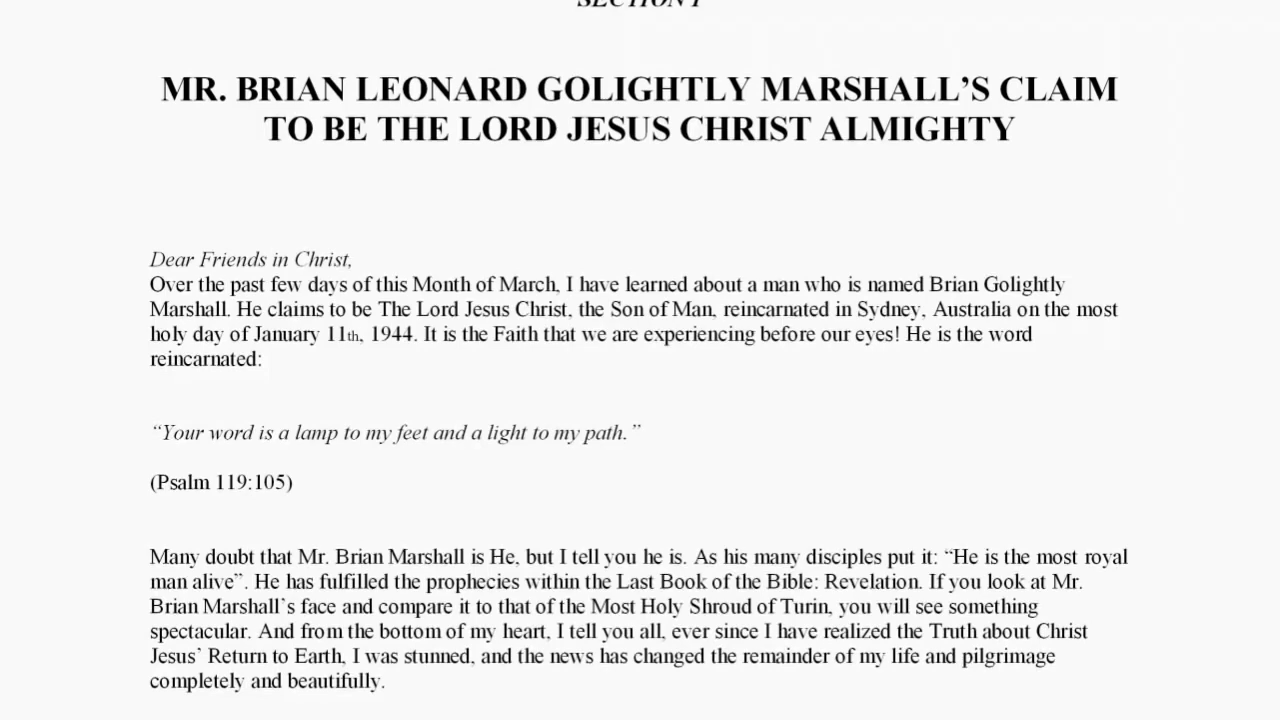 SECTION I
MR. BRIAN LEONARD GOLIGHTLY MARSHALL’S CLAIM
TO BE THE LORD JESUS CHRIST ALMIGHTY
Dear Friends in Christ,
Over the past few days of this Month of March, I have learned about a man who is named Brian Golightly
Marshall. He claims to be The Lord Jesus Christ, the Son of Man, reincarnated in Sydney, Australia on the most
holy day of January 11th, 1944. It is the Faith that we are experiencing before our eyes! He is the word
reincarnated:
“Your word is a lamp to my feet and a light to my path.”
(Psalm 119:105)
Many doubt that Mr. Brian Marshall is He, but I tell you he is. As his many disciples put it: “He is the most royal
man alive”. He has fulfilled the prophecies within the Last Book of the Bible: Revelation. If you look at Mr.
Brian Marshall’s face and compare it to that of the Most Holy Shroud of Turin, you will see something
spectacular. And from the bottom of my heart, I tell you all, ever since I have realized the Truth about Christ
Jesus’ Return to Earth, I was stunned, and the news has changed the remainder of my life and pilgrimage
completely and beautifully.